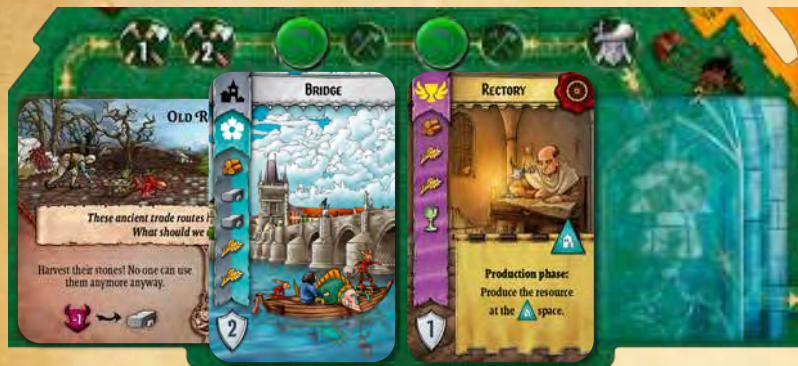 1
2
BRIDGE
RECTORY
OLD
These ancient trade routes
What should we
Harvest their stones! No one can use
them anymore anyway.
-1
2
Production phase:
Produce the resource
at the space.
1